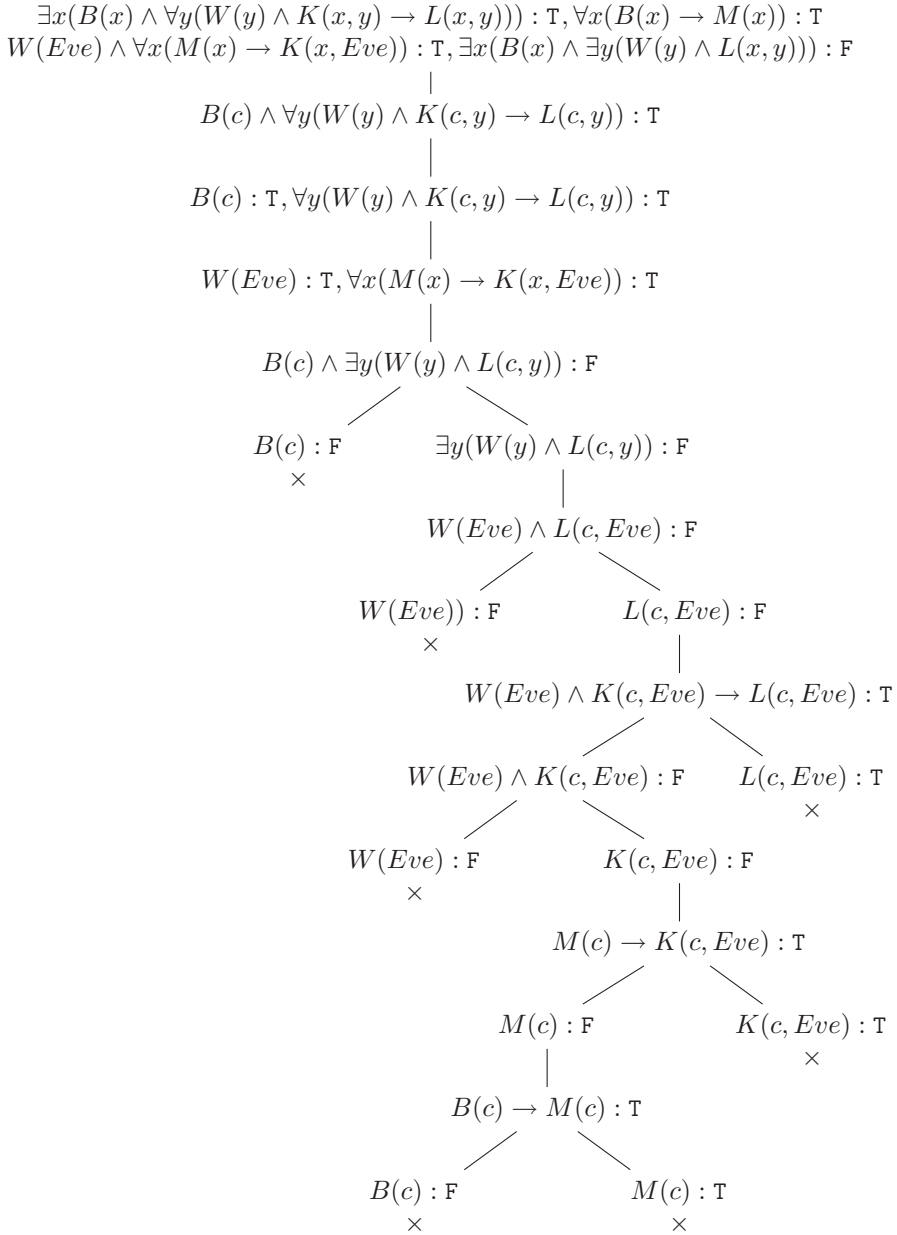 ∃x(B(x) ∧ ∀y(W(y) ∧ K(x, y) → L(x, y))) : T, ∀x(B(x) → M(x)) : T
W(Eve) ∧ ∀x(M(x) → K(x, Eve)) : T, ∃x(B(x) ∧ ∃y(W(y) ∧ L(x, y))) : F
B(c) ∧ ∀y(W(y) ∧ K(c, y) → L(c, y)) : T
B(c) : T, ∀y(W(y) ∧ K(c, y) → L(c, y)) : T
W(Eve) : T, ∀x(M(x) → K(x, Eve)) : T
B(c) ∧ ∃y(W(y) ∧ L(c, y)) : F
B(c) : F ∃y(W(y) ∧ L(c, y)) : F
×
W(Eve) ∧ L(c, Eve) : F
W(Eve)) : F L(c, Eve) : F
×
W(Eve) ∧ K(c, Eve) → L(c, Eve) : T
W(Eve) ∧ K(c, Eve) : F L(c, Eve) : T
×
W(Eve) : F K(c, Eve) : F
×
M(c) → K(c, Eve) : T
M(c) : F K(c, Eve) : T
×
B(c) → M(c) : T
B(c) : F M(c) : T
× ×